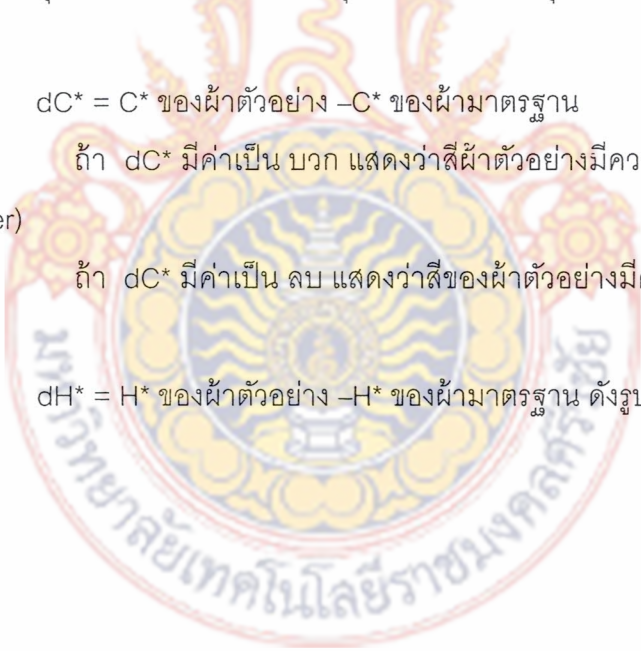 dC* = C* ของผ้าตัวอย่าง –C* ของผ้ามาตรฐาน
ถ้า dC* มีค่าเป็น บวก แสดงว่าสีผ้าตัวอย่างมีคว
er)
ถ้า dC* มีค่าเป็น ลบ แสดงว่าสีของผ้าตัวอย่างมี
dH* = H* ของผ้าตัวอย่าง –H* ของผ้ามาตรฐาน ดังรูป
มหาวิทยาลัยเทคโนโลยีราชมงคลศรีวิชัย